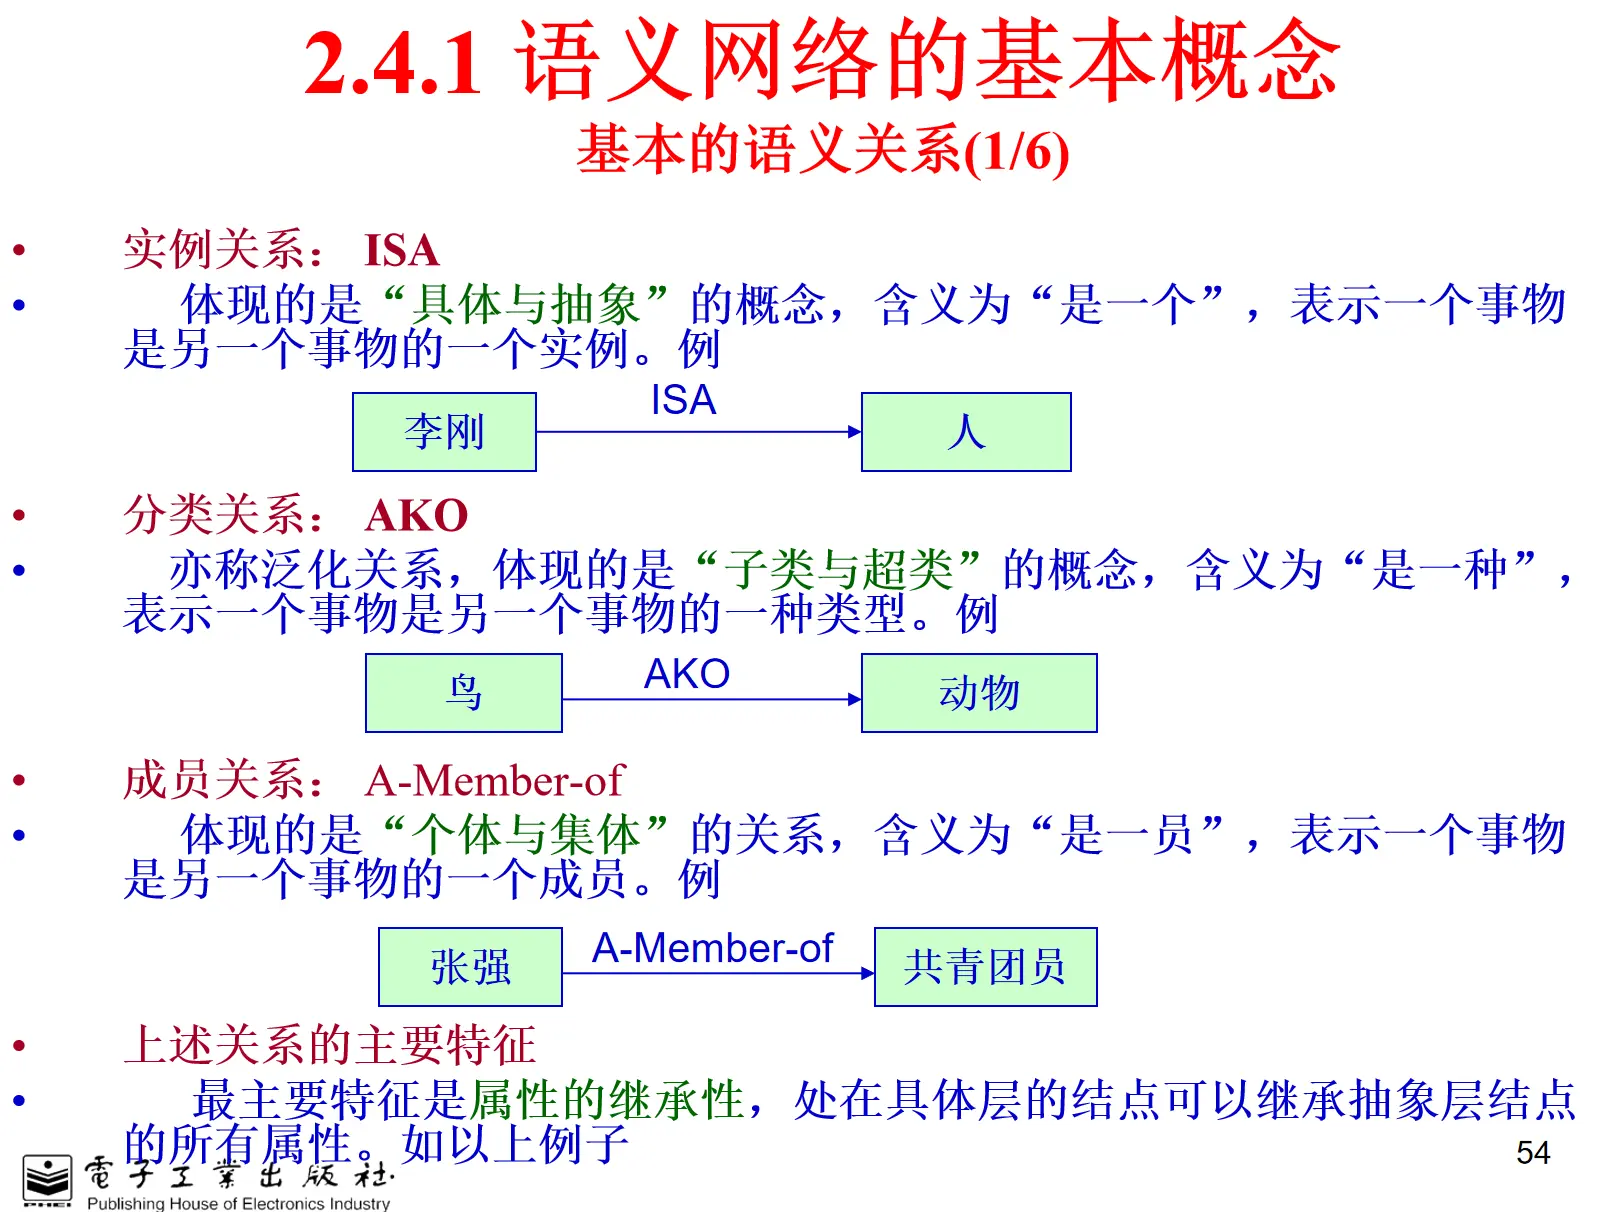 2.4.1 语义网络的基本概念
基本的语义关系(1/6)
• 实例关系： ISA
• 体现的是“具体与抽象”的概念，含义为“是一个”，表示一个事物
是另一个事物的一个实例。例
李刚 ISA 人
• 分类关系： AKO
• 亦称泛化关系，体现的是“子类与超类”的概念，含义为“是一种”，
表示一个事物是另一个事物的一种类型。例
鸟 AKO 动物
• 成员关系： A-Member-of
• 体现的是“个体与集体”的关系，含义为“是一员”，表示一个事物
是另一个事物的一个成员。例
张强 A-Member-of 共青团员
• 上述关系的主要特征
• 最主要特征是属性的继承性，处在具体层的结点可以继承抽象层结点
的所有属性。如以上例子
54
電子工業出版社
PHEI
Publishing House of Electronics Industry